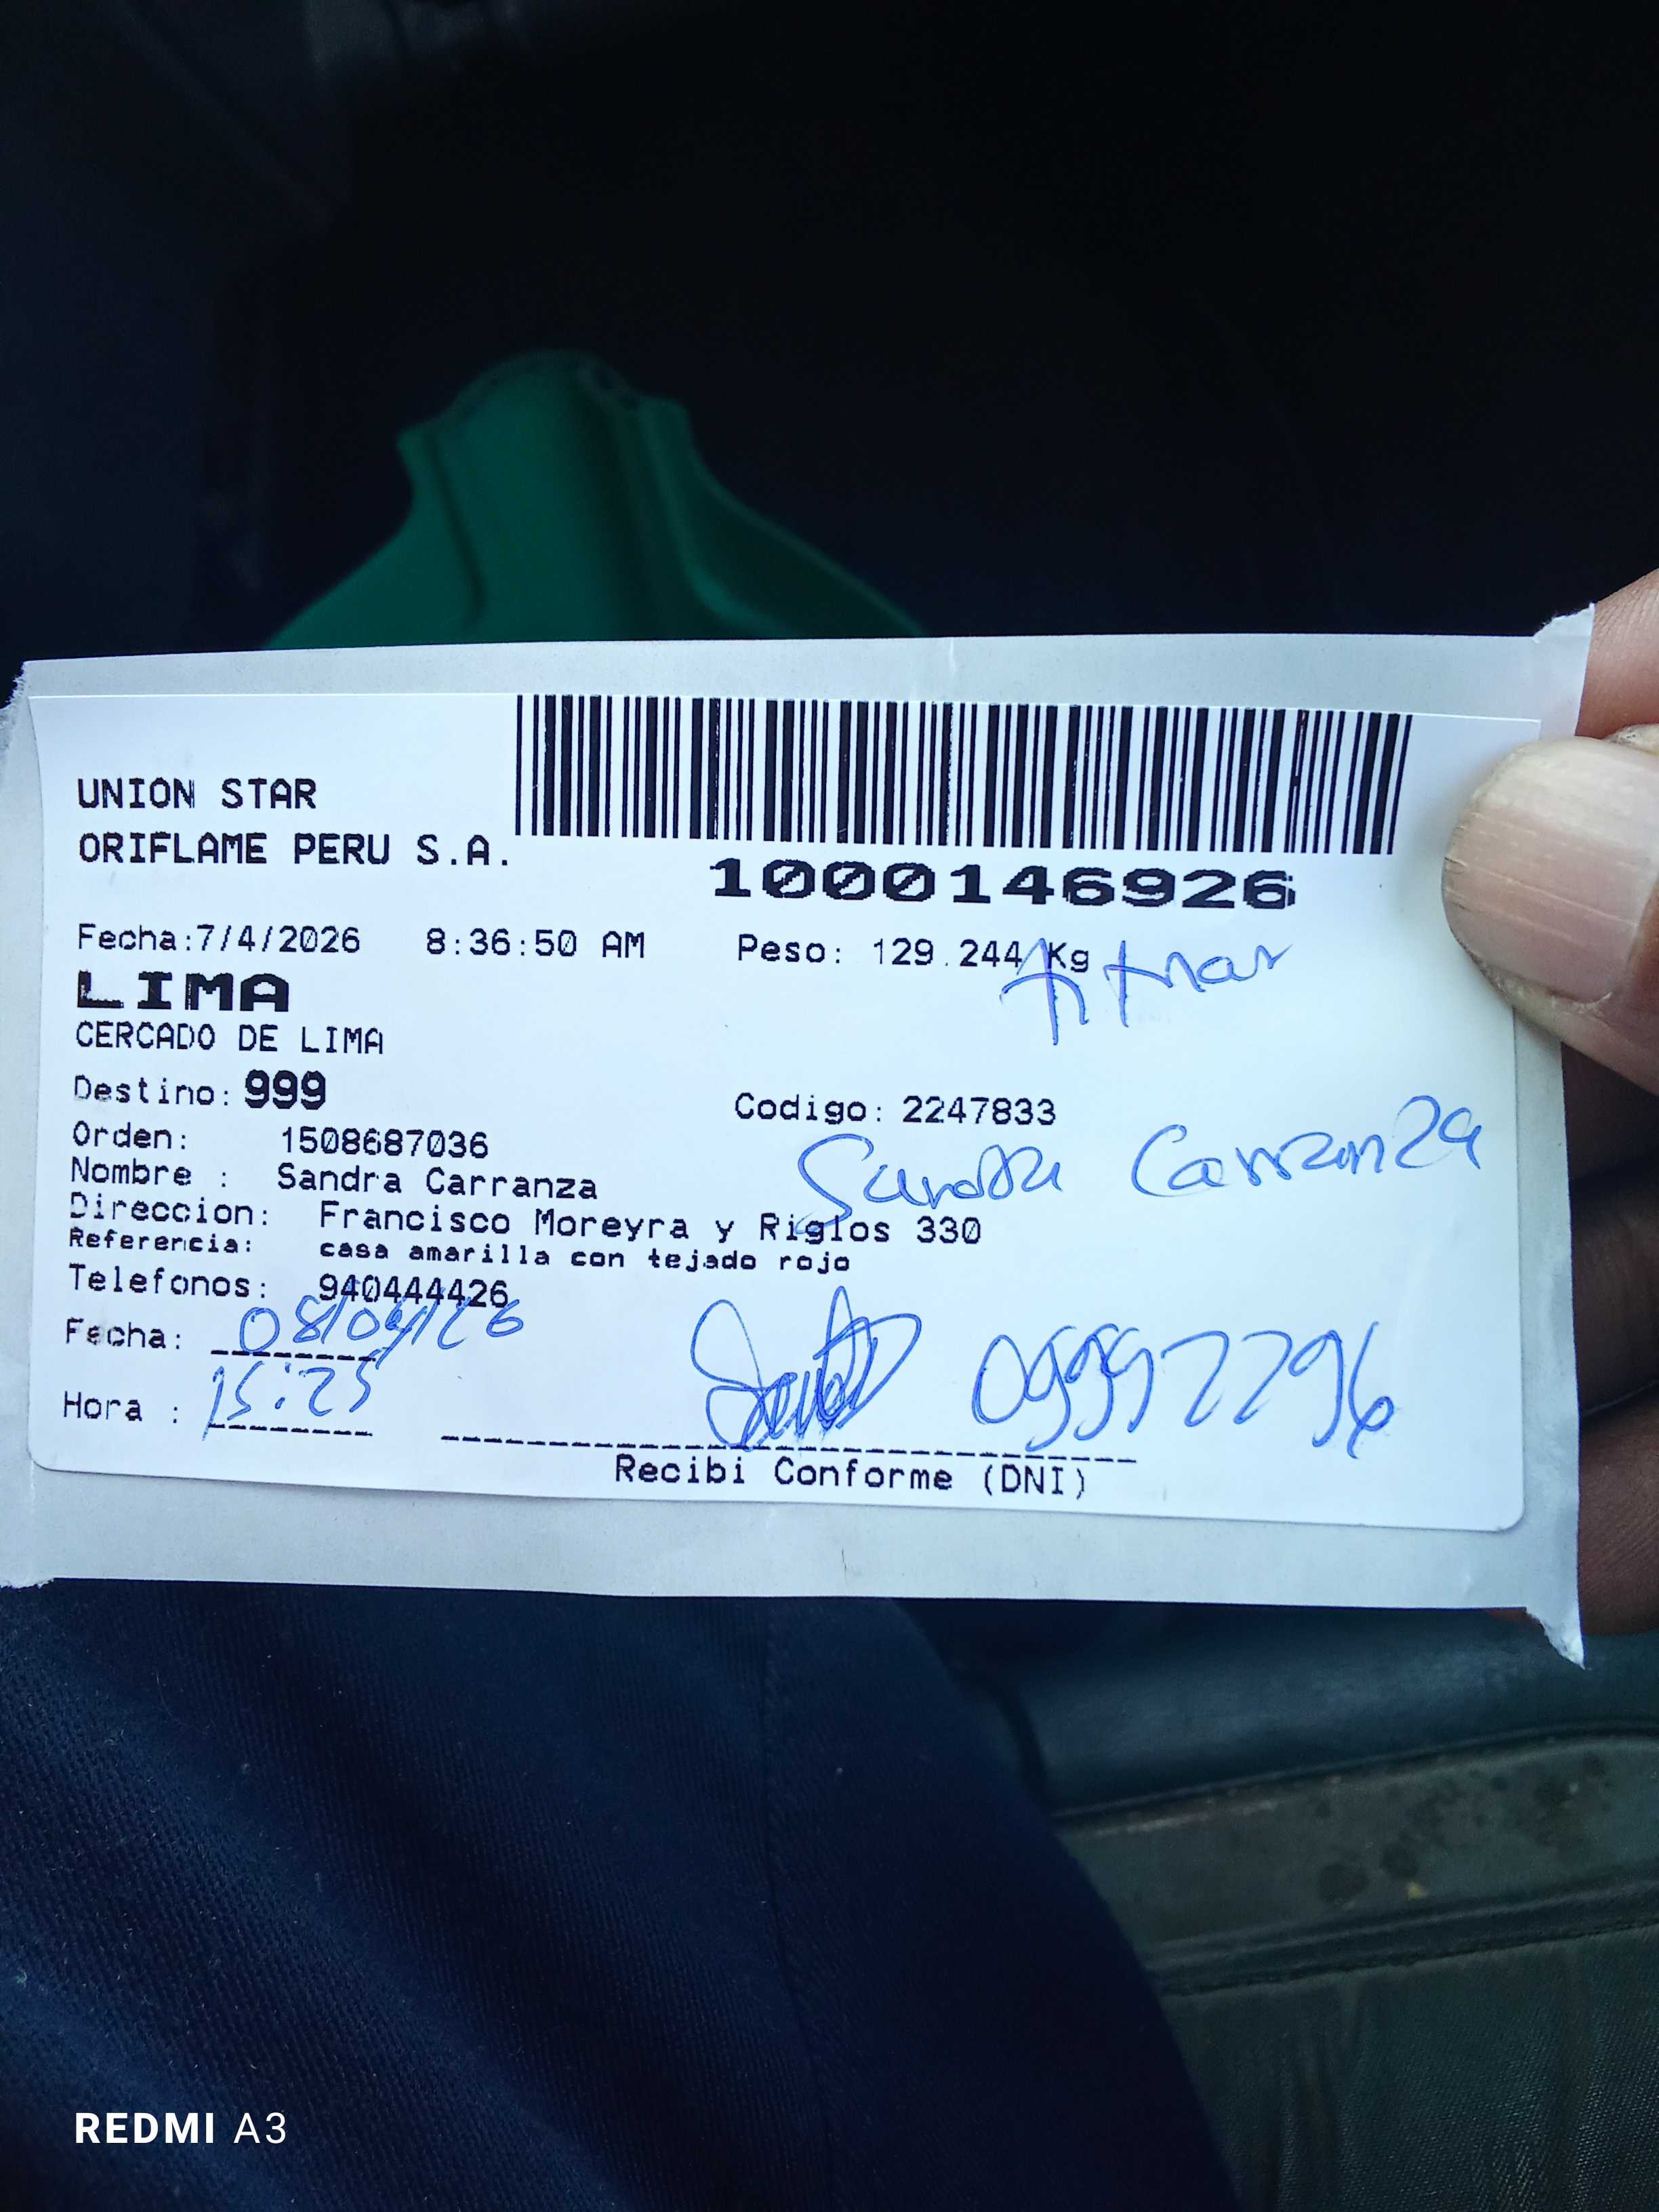 UNION STAR
ORIFLAME PERU S.A.
1000146926
Fecha:7/4/2026 8:36:50 AM Peso: 129.244 Kg
LIMA
CERCADO DE LIMA
Destino: 999 Codigo: 2247833
Orden: 1508687036
Nombre : Sandra Carranza
Sandra Carranza
Direccion: Francisco Moreyra y Riglos 330
Referencia: casa amarilla con tejado rojo
Telefonos: 940444426
Fecha: 08/04/26
Hora : 15:25
Recibi Conforme (DNI)
REDMI A3